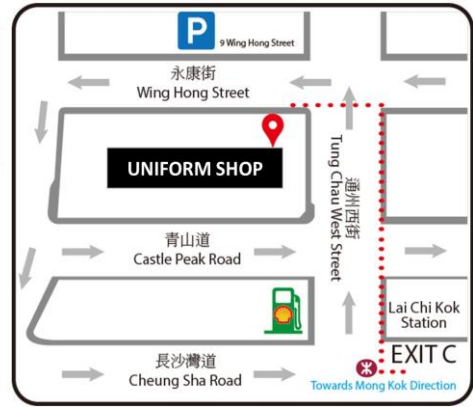 P
9 Wing Hong Street
永康街
Wing Hong Street
UNIFORM SHOP
通州西街
Tung Chau West Street
青山道
Castle Peak Road
Lai Chi Kok
Station
EXIT C
長沙灣道
Cheung Sha Road
Towards Mong Kok Direction